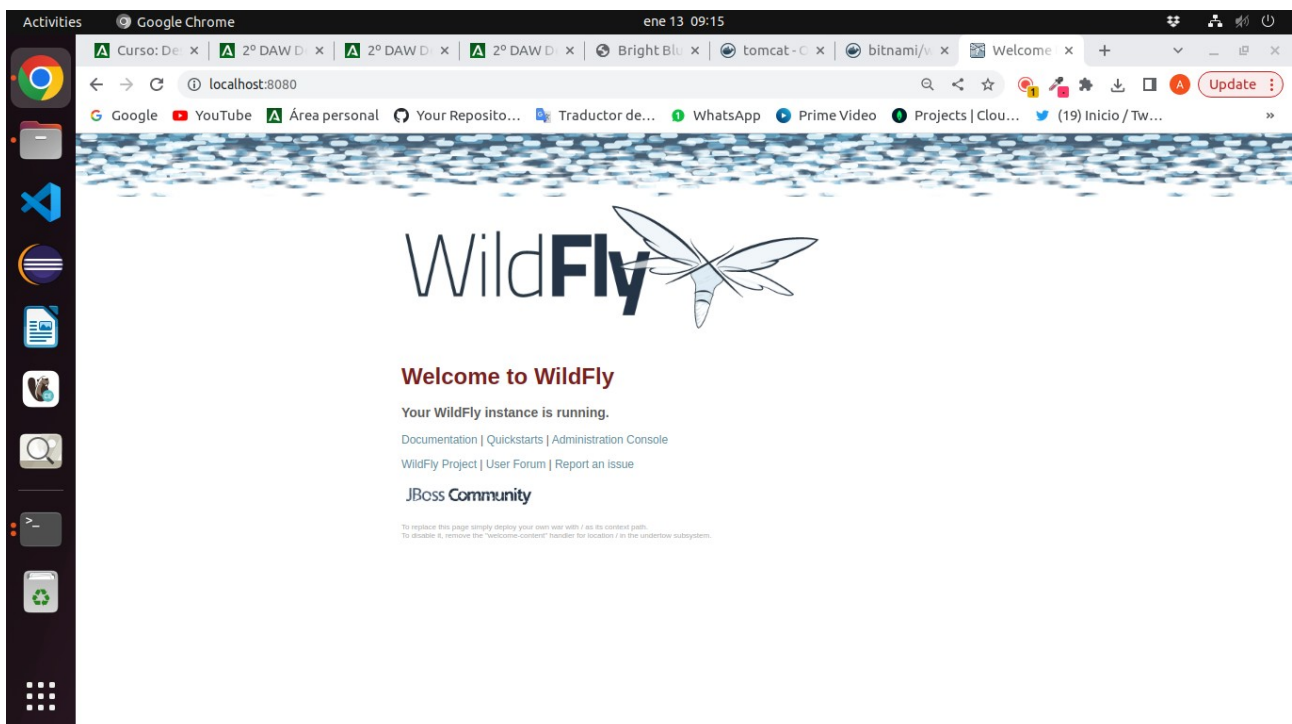 Activities Google Chrome ene 13 09:15
Curso: De 2º DAW D 2º DAW D 2º DAW D Bright Blu tomcat - O bitnami/w Welcome
localhost:8080 A Update
Google YouTube Área personal Your Reposito... Traductor de... WhatsApp Prime Video Projects | Clou... (19) Inicio / Tw... »
WildFly
Welcome to WildFly
Your WildFly instance is running.
Documentation | Quickstarts | Administration Console
WildFly Project | User Forum | Report an issue
JBoss Community
To replace this page simply deploy your own war with / as its context path.
To disable it, remove the "welcome-content" handler for location / in the undertow subsystem.